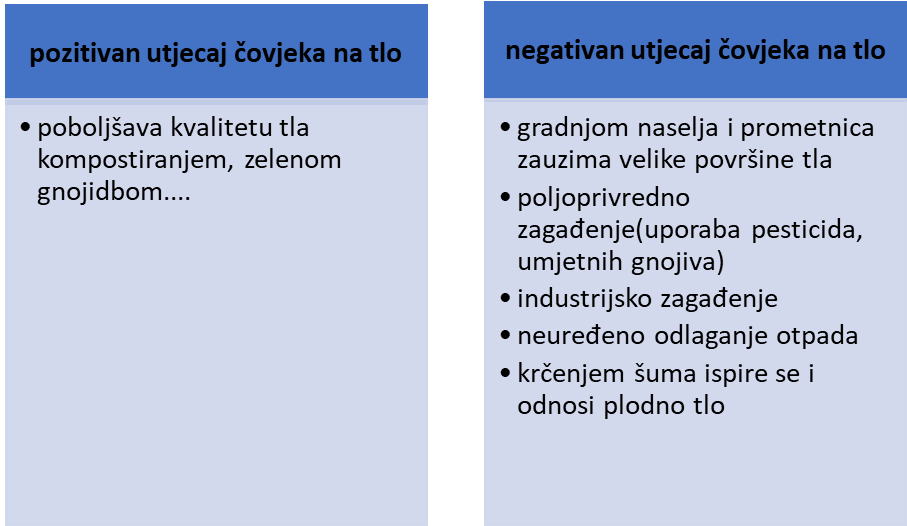 pozitivan utjecaj čovjeka na tlo
• poboljšava kvalitetu tla
kompostiranjem, zelenom
gnojidbom....
negativan utjecaj čovjeka na tlo
• gradnjom naselja i prometnica
zauzima velike površine tla
• poljoprivredno
zagađenje(uporaba pesticida,
umjetnih gnojiva)
• industrijsko zagađenje
• neuređeno odlaganje otpada
• krčenjem šuma ispire se i
odnosi plodno tlo